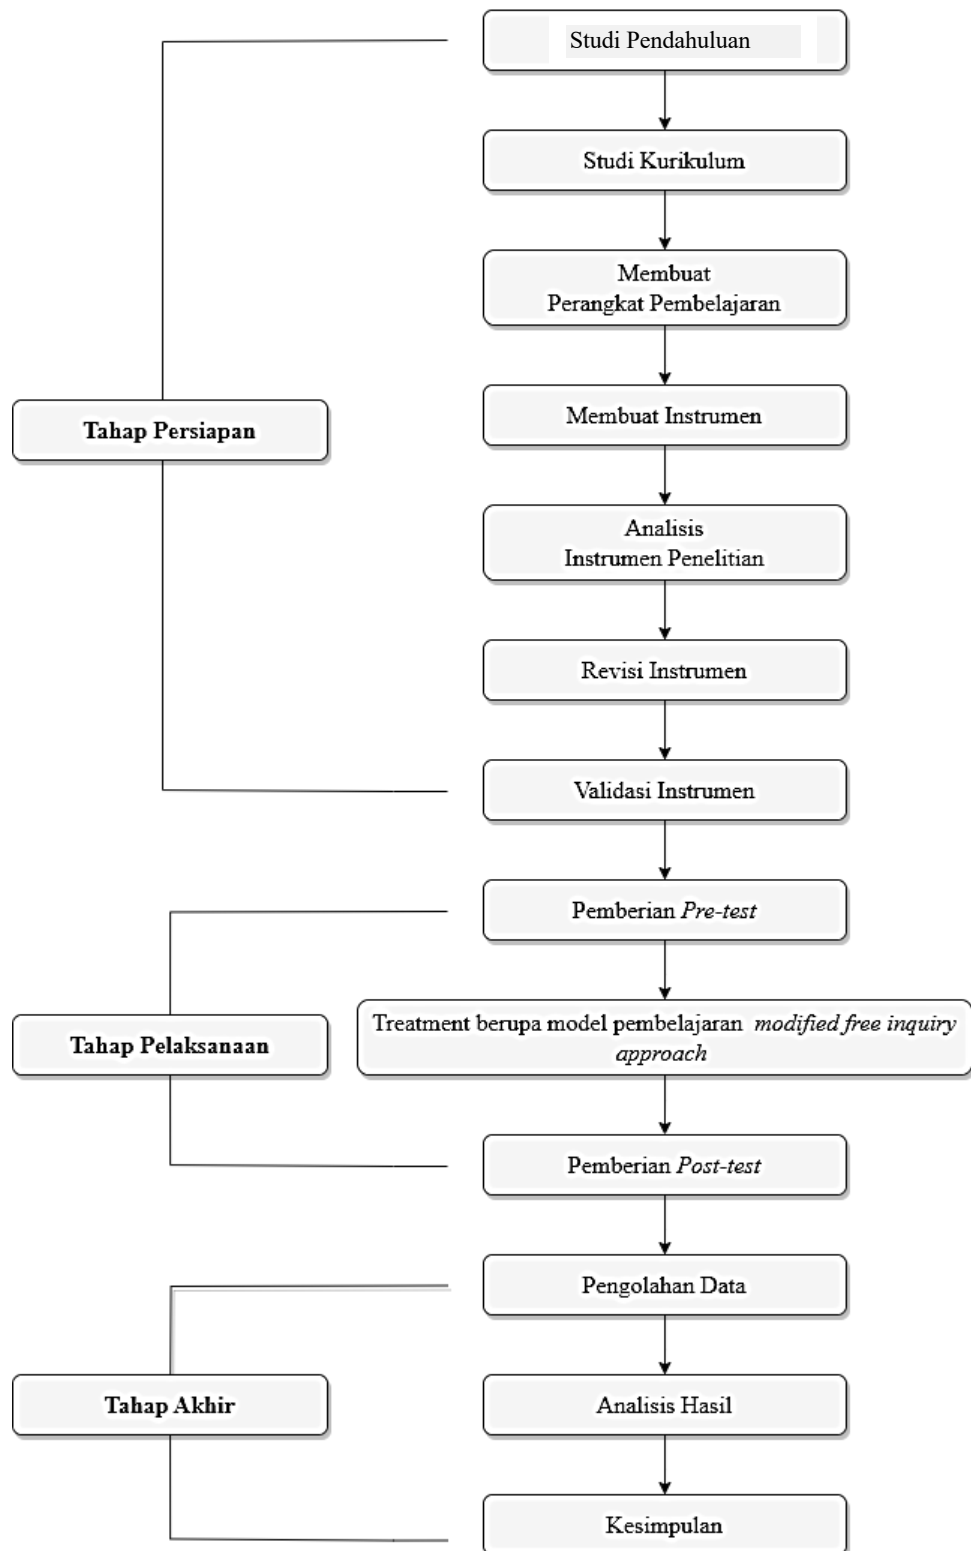 Studi Pendahuluan
Studi Kurikulum
Membuat
Perangkat Pembelajaran
Tahap Persiapan
Membuat Instrumen
Analisis
Instrumen Penelitian
Revisi Instrumen
Validasi Instrumen
Pemberian Pre-test
Tahap Pelaksanaan
Treatment berupa model pembelajaran modified free inquiry
approach
Pemberian Post-test
Pengolahan Data
Tahap Akhir
Analisis Hasil
Kesimpulan